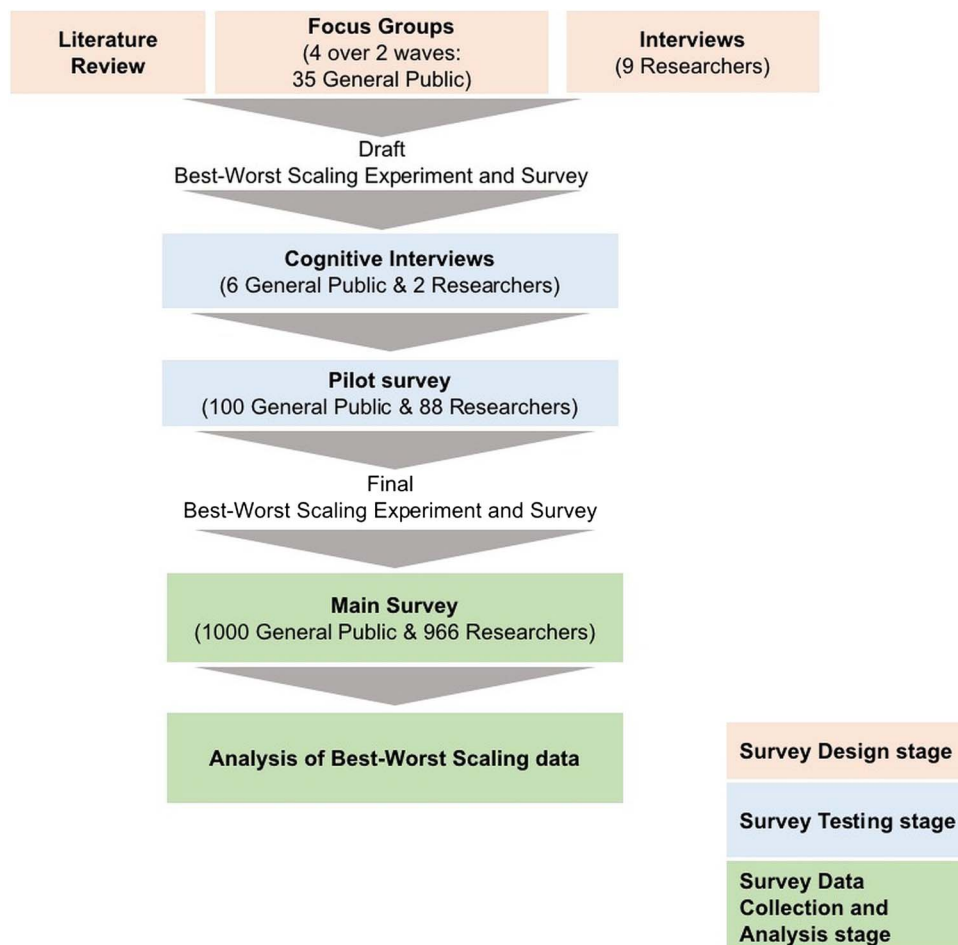 Literature
Review
Focus Groups
(4 over 2 waves:
35 General Public)
Interviews
(9 Researchers)
Draft
Best-Worst Scaling Experiment and Survey
Cognitive Interviews
(6 General Public & 2 Researchers)
Pilot survey
(100 General Public & 88 Researchers)
Final
Best-Worst Scaling Experiment and Survey
Main Survey
(1000 General Public & 966 Researchers)
Analysis of Best-Worst Scaling data
Survey Design stage
Survey Testing stage
Survey Data
Collection and
Analysis stage